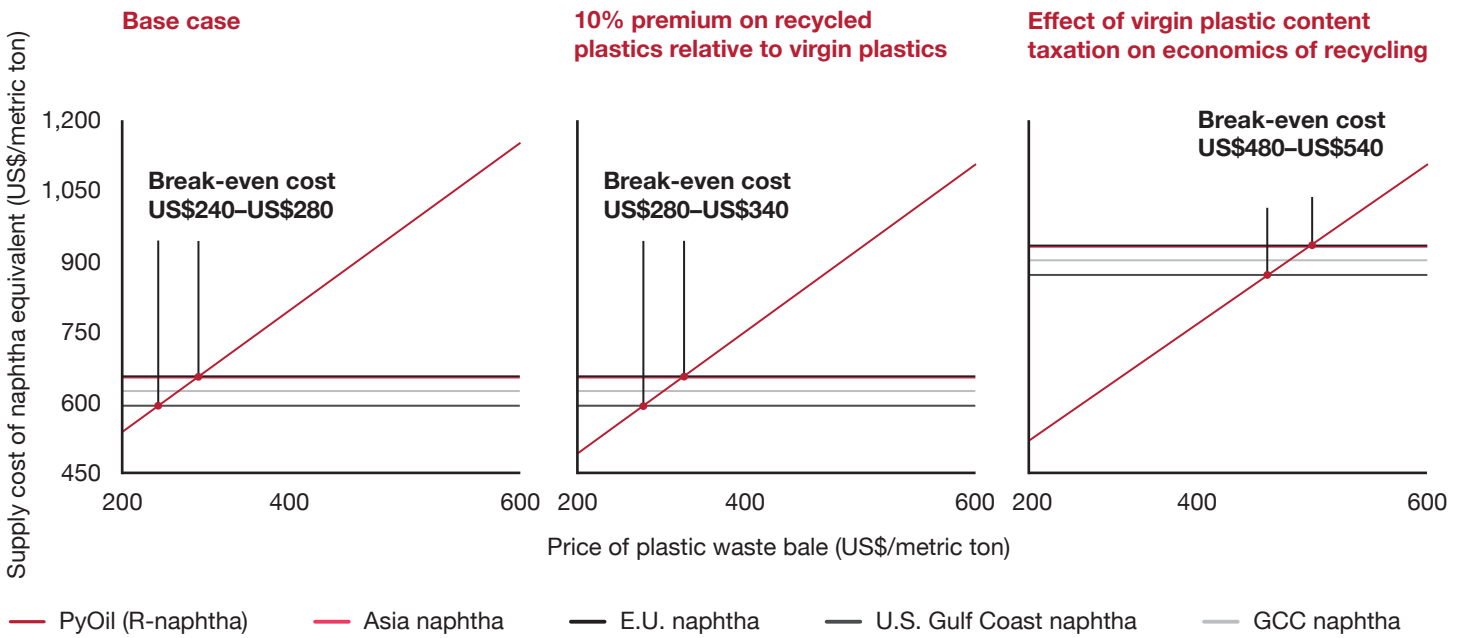 Base case
10% premium on recycled
plastics relative to virgin plastics
Effect of virgin plastic content
taxation on economics of recycling
Supply cost of naphtha equivalent (US$/metric ton)
1,200
1,050
900
750
600
450
Break-even cost
US$240–US$280
200
400
600
Break-even cost
US$280–US$340
200
400
600
Break-even cost
US$480–US$540
200
400
600
Price of plastic waste bale (US$/metric ton)
PyOil (R-naphtha)
Asia naphtha
E.U. naphtha
U.S. Gulf Coast naphtha
GCC naphtha